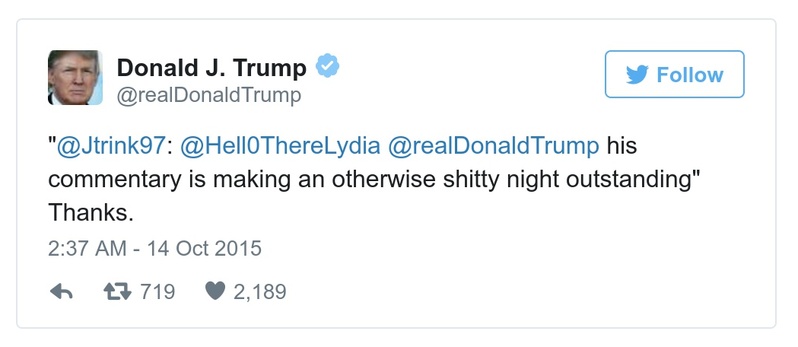 Donald J. Trump
@realDonaldTrump
Follow
"@Jtrink97: @Hell0ThereLydia @realDonaldTrump his
commentary is making an otherwise shitty night outstanding"
Thanks.
2:37 AM - 14 Oct 2015
719 2,189